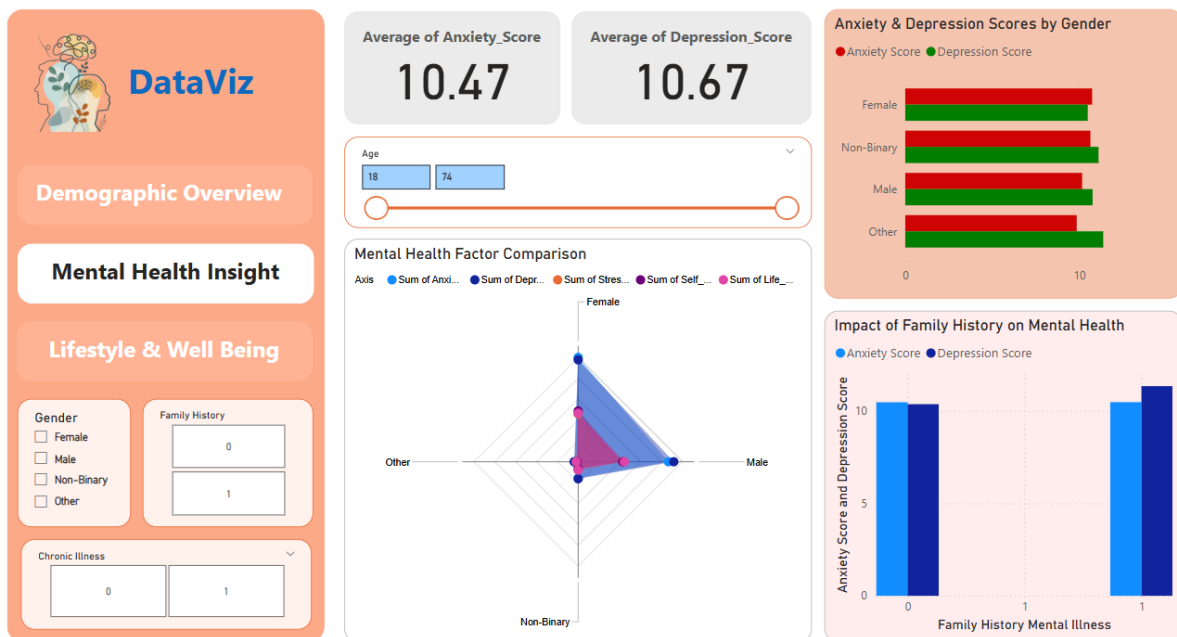 DataViz
Demographic Overview
Mental Health Insight
Lifestyle & Well Being
Gender
Female
Male
Non-Binary
Other
Family History
0
1
Chronic Illness
0
1
Average of Anxiety_Score
10.47
Average of Depression_Score
10.67
Age
18
74
Mental Health Factor Comparison
Axis Sum of Anxi... Sum of Depr... Sum of Stres... Sum of Self_... Sum of Life_...
Female
Other
Male
Non-Binary
Anxiety & Depression Scores by Gender
Anxiety Score Depression Score
Female
Non-Binary
Male
Other
0 10
Impact of Family History on Mental Health
Anxiety Score Depression Score
Anxiety Score and Depression Score
10
5
0
0 1 1
Family History Mental Illness